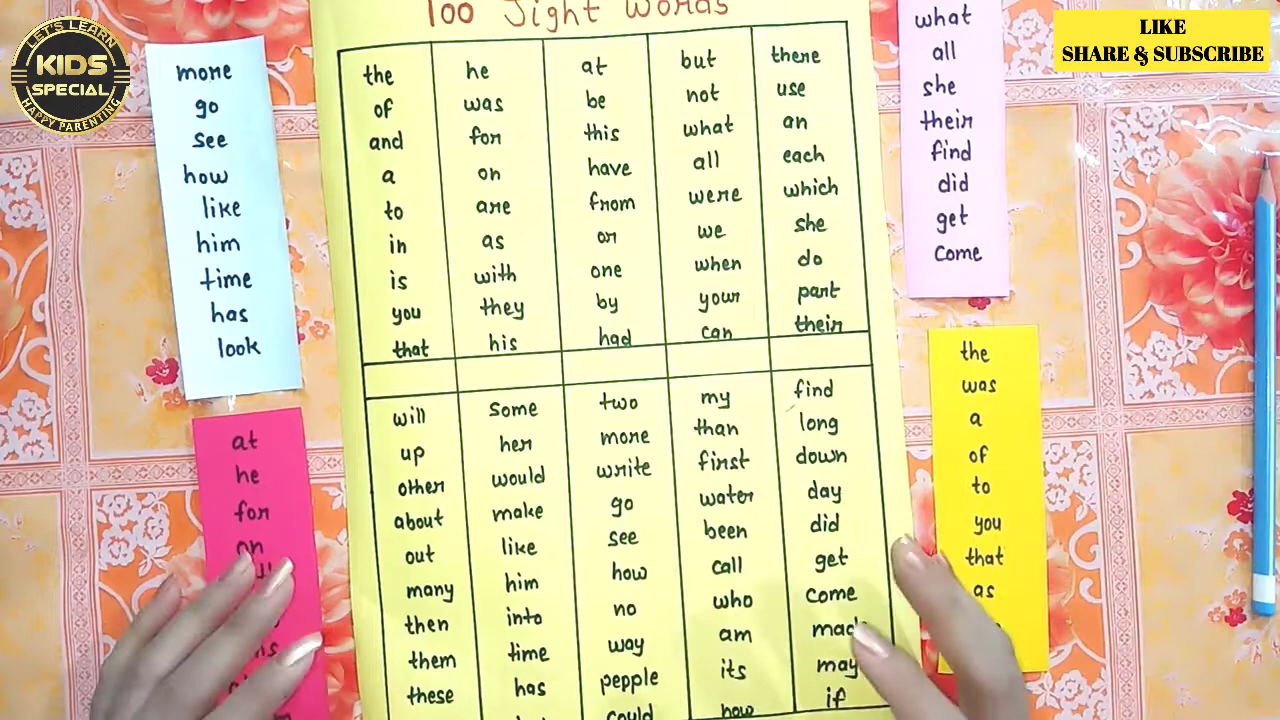 LET'S LEARN
KIDS
SPECIAL
HAPPY PARENTING
LIKE
SHARE & SUBSCRIBE
100 Sight Words
the he at but there
of was be not use
and for this what an
a on have all each
to are from were which
in as or we she
is with one when do
you they by your part
that his had can their
will some two my find
up her more than long
other would write first down
about make go water day
out like see been did
many him how call get
then into no who come
them time way am made
these has pepple its may
could how if
more
go
see
how
like
him
time
has
look
at
he
for
on
what
all
she
their
find
did
get
come
the
was
a
of
to
you
that
as